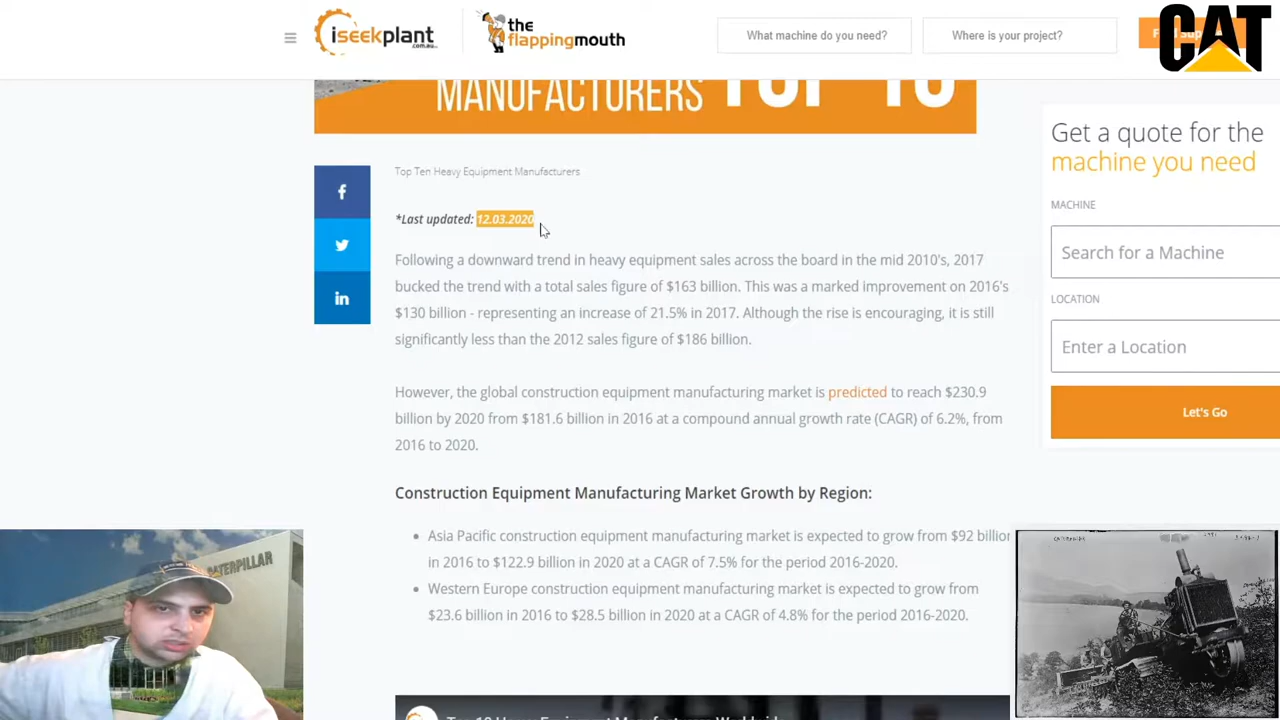 iseekplant
.com.au
the
flappingmouth
What machine do you need?
Where is your project?
CAT
MANUFACTURERS TOP 10
Get a quote for the
machine you need
MACHINE
Search for a Machine
LOCATION
Enter a Location
Let's Go
Top Ten Heavy Equipment Manufacturers
*Last updated: 12.03.2020
Following a downward trend in heavy equipment sales across the board in the mid 2010's, 2017
bucked the trend with a total sales figure of $163 billion. This was a marked improvement on 2016's
$130 billion - representing an increase of 21.5% in 2017. Although the rise is encouraging, it is still
significantly less than the 2012 sales figure of $186 billion.
However, the global construction equipment manufacturing market is predicted to reach $230.9
billion by 2020 from $181.6 billion in 2016 at a compound annual growth rate (CAGR) of 6.2%, from
2016 to 2020.
Construction Equipment Manufacturing Market Growth by Region:
Asia Pacific construction equipment manufacturing market is expected to grow from $92 billion
in 2016 to $122.9 billion in 2020 at a CAGR of 7.5% for the period 2016-2020.
Western Europe construction equipment manufacturing market is expected to grow from
$23.6 billion in 2016 to $28.5 billion in 2020 at a CAGR of 4.8% for the period 2016-2020.
CATERPILLAR
Top 10 Heavy Equipment Manufacturers Worldwide